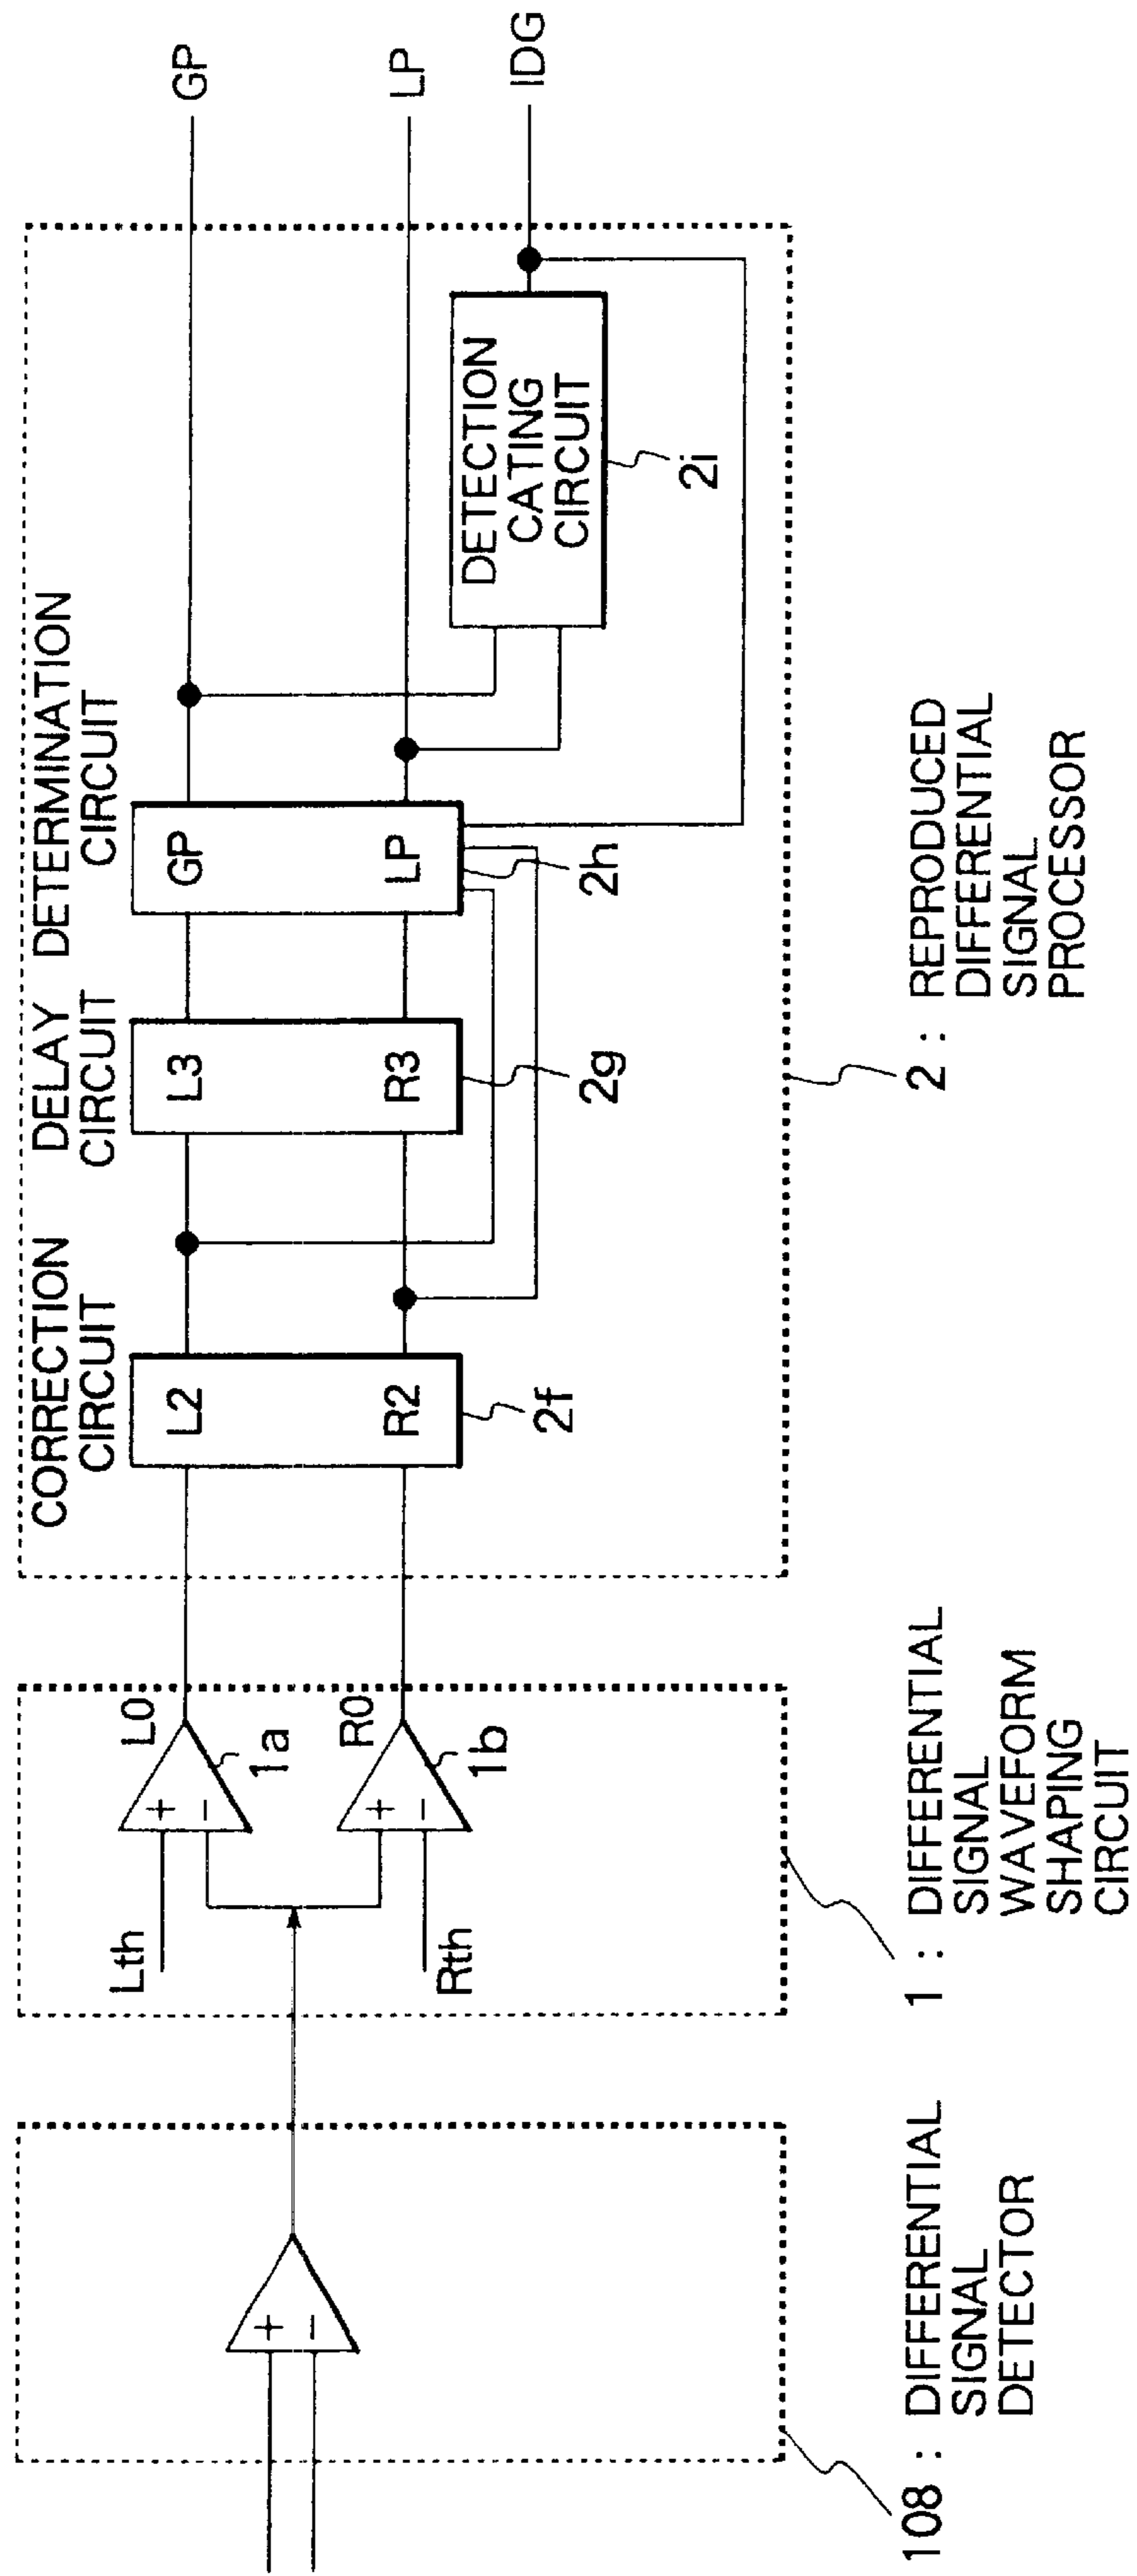 CORRECTION
CIRCUIT
DELAY
CIRCUIT
DETERMINATION
CIRCUIT
GP
LP
IDG
L0
R0
1a
1b
+
−
+
−
+
−
Lth
Rth
L2
R2
2f
L3
R3
2g
GP
LP
2h
DETECTION
CATING
CIRCUIT
2i
108 : DIFFERENTIAL
SIGNAL
DETECTOR
1 : DIFFERENTIAL
SIGNAL
WAVEFORM
SHAPING
CIRCUIT
2 : REPRODUCED
DIFFERENTIAL
SIGNAL
PROCESSOR